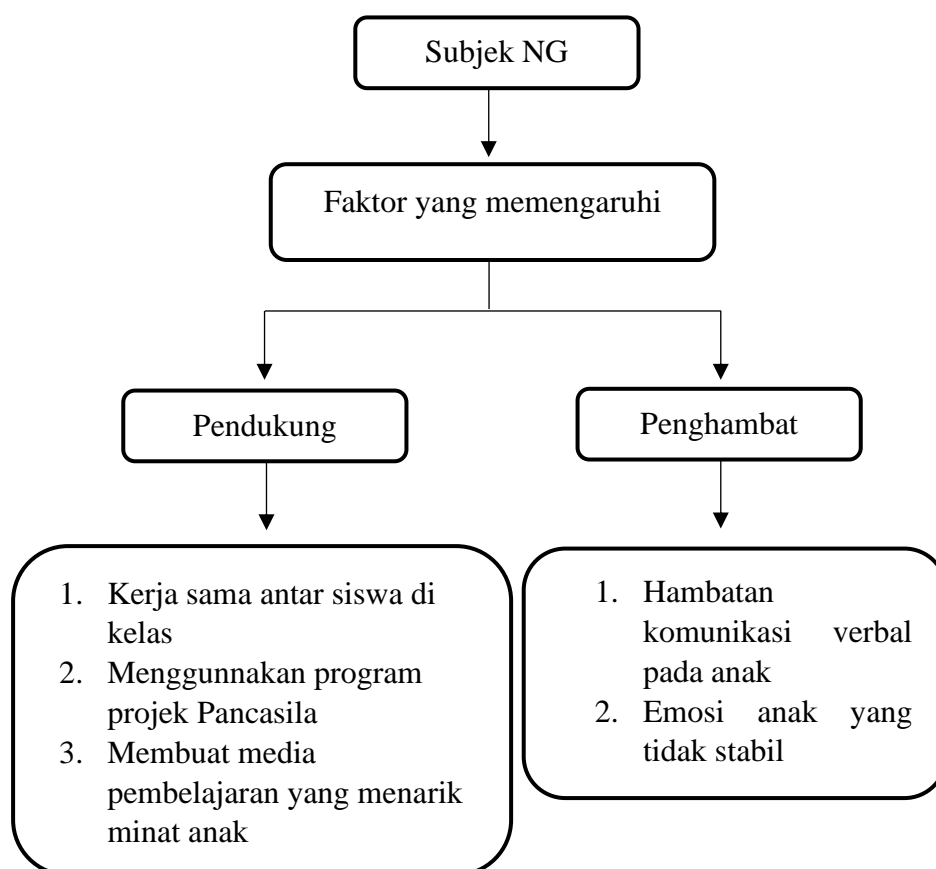 Subjek NG
Faktor yang memengaruhi
Pendukung
Penghambat
1. Kerja sama antar siswa di
kelas
2. Menggunnakan program
projek Pancasila
3. Membuat media
pembelajaran yang menarik
minat anak
1. Hambatan
komunikasi verbal
pada anak
2. Emosi anak yang
tidak stabil